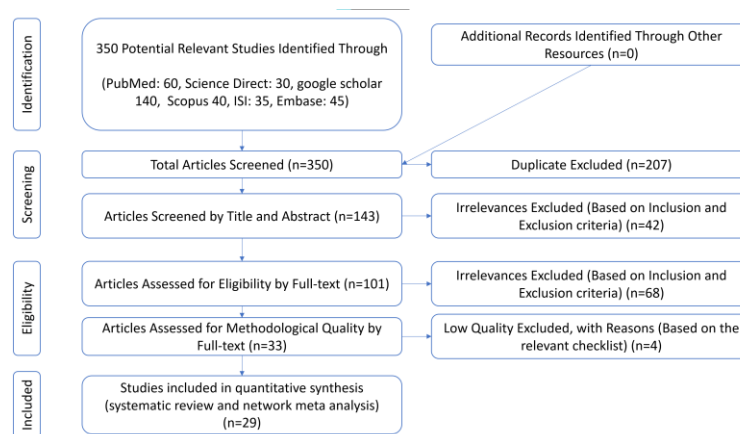 Identification
350 Potential Relevant Studies Identified Through
(PubMed: 60, Science Direct: 30, google scholar
140, Scopus 40, ISI: 35, Embase: 45)
Additional Records Identified Through Other
Resources (n=0)
Screening
Total Articles Screened (n=350)
Duplicate Excluded (n=207)
Articles Screened by Title and Abstract (n=143)
Irrelevances Excluded (Based on Inclusion and
Exclusion criteria) (n=42)
Eligibility
Articles Assessed for Eligibility by Full-text (n=101)
Irrelevances Excluded (Based on Inclusion and
Exclusion criteria) (n=68)
Articles Assessed for Methodological Quality by
Full-text (n=33)
Low Quality Excluded, with Reasons (Based on the
relevant checklist) (n=4)
Included
Studies included in quantitative synthesis
(systematic review and network meta analysis)
(n=29)